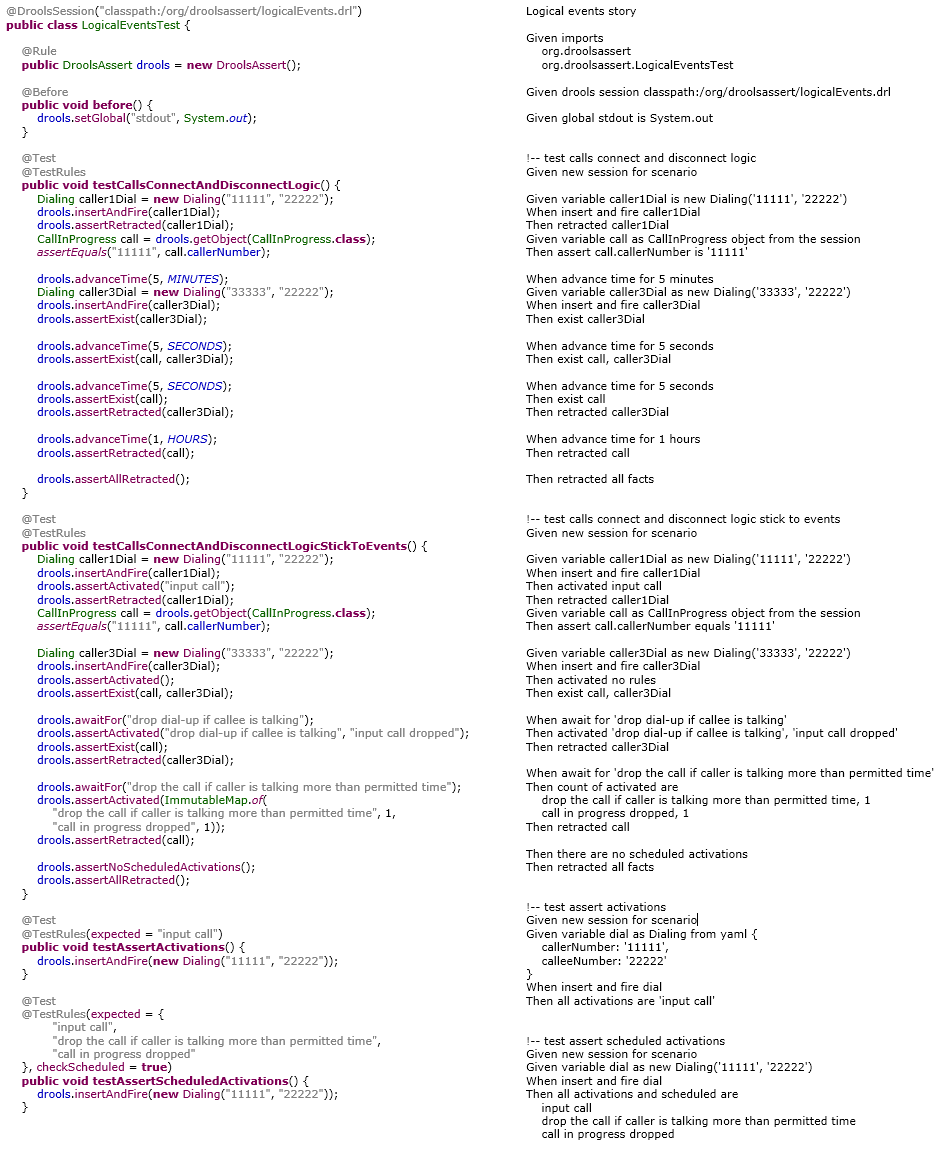 @DroolsSession("classpath:/org/droolsassert/logicalEvents.drl")
public class LogicalEventsTest {
@Rule
public DroolsAssert drools = new DroolsAssert();
@Before
public void before() {
drools.setGlobal("stdout", System.out);
}
@Test
@TestRules
public void testCallsConnectAndDisconnectLogic() {
Dialing caller1Dial = new Dialing("11111", "22222");
drools.insertAndFire(caller1Dial);
drools.assertRetracted(caller1Dial);
CallInProgress call = drools.getObject(CallInProgress.class);
assertEquals("11111", call.callerNumber);
drools.advanceTime(5, MINUTES);
Dialing caller3Dial = new Dialing("33333", "22222");
drools.insertAndFire(caller3Dial);
drools.assertExist(caller3Dial);
drools.advanceTime(5, SECONDS);
drools.assertExist(call, caller3Dial);
drools.advanceTime(5, SECONDS);
drools.assertExist(call);
drools.assertRetracted(caller3Dial);
drools.advanceTime(1, HOURS);
drools.assertRetracted(call);
drools.assertAllRetracted();
}
@Test
@TestRules
public void testCallsConnectAndDisconnectLogicStickToEvents() {
Dialing caller1Dial = new Dialing("11111", "22222");
drools.insertAndFire(caller1Dial);
drools.assertActivated("input call");
drools.assertRetracted(caller1Dial);
CallInProgress call = drools.getObject(CallInProgress.class);
assertEquals("11111", call.callerNumber);
Dialing caller3Dial = new Dialing("33333", "22222");
drools.insertAndFire(caller3Dial);
drools.assertActivated();
drools.assertExist(call, caller3Dial);
drools.awaitFor("drop dial-up if callee is talking");
drools.assertActivated("drop dial-up if callee is talking", "input call dropped");
drools.assertExist(call);
drools.assertRetracted(caller3Dial);
drools.awaitFor("drop the call if caller is talking more than permitted time");
drools.assertActivated(ImmutableMap.of(
"drop the call if caller is talking more than permitted time", 1,
"call in progress dropped", 1));
drools.assertRetracted(call);
drools.assertNoScheduledActivations();
drools.assertAllRetracted();
}
@Test
@TestRules(expected = "input call")
public void testAssertActivations() {
drools.insertAndFire(new Dialing("11111", "22222"));
}
@Test
@TestRules(expected = {
"input call",
"drop the call if caller is talking more than permitted time",
"call in progress dropped"
}, checkScheduled = true)
public void testAssertScheduledActivations() {
drools.insertAndFire(new Dialing("11111", "22222"));
}
Logical events story
Given imports
org.droolsassert
org.droolsassert.LogicalEventsTest
Given drools session classpath:/org/droolsassert/logicalEvents.drl
Given global stdout is System.out
!-- test calls connect and disconnect logic
Given new session for scenario
Given variable caller1Dial is new Dialing('11111', '22222')
When insert and fire caller1Dial
Then retracted caller1Dial
Given variable call as CallInProgress object from the session
Then assert call.callerNumber is '11111'
When advance time for 5 minutes
Given variable caller3Dial as new Dialing('33333', '22222')
When insert and fire caller3Dial
Then exist caller3Dial
When advance time for 5 seconds
Then exist call, caller3Dial
When advance time for 5 seconds
Then exist call
Then retracted caller3Dial
When advance time for 1 hours
Then retracted call
Then retracted all facts
!-- test calls connect and disconnect logic stick to events
Given new session for scenario
Given variable caller1Dial as new Dialing('11111', '22222')
When insert and fire caller1Dial
Then activated input call
Then retracted caller1Dial
Given variable call as CallInProgress object from the session
Then assert call.callerNumber equals '11111'
Given variable caller3Dial as new Dialing('33333', '22222')
When insert and fire caller3Dial
Then activated no rules
Then exist call, caller3Dial
When await for 'drop dial-up if callee is talking'
Then activated 'drop dial-up if callee is talking', 'input call dropped'
Then retracted caller3Dial
When await for 'drop the call if caller is talking more than permitted time'
Then count of activated are
drop the call if caller is talking more than permitted time, 1
call in progress dropped, 1
Then retracted call
Then there are no scheduled activations
Then retracted all facts
!-- test assert activations
Given new session for scenario
Given variable dial as Dialing from yaml {
callerNumber: '11111',
calleeNumber: '22222'
}
When insert and fire dial
Then all activations are 'input call'
!-- test assert scheduled activations
Given new session for scenario
Given variable dial as new Dialing('11111', '22222')
When insert and fire dial
Then all activations and scheduled are
input call
drop the call if caller is talking more than permitted time
call in progress dropped